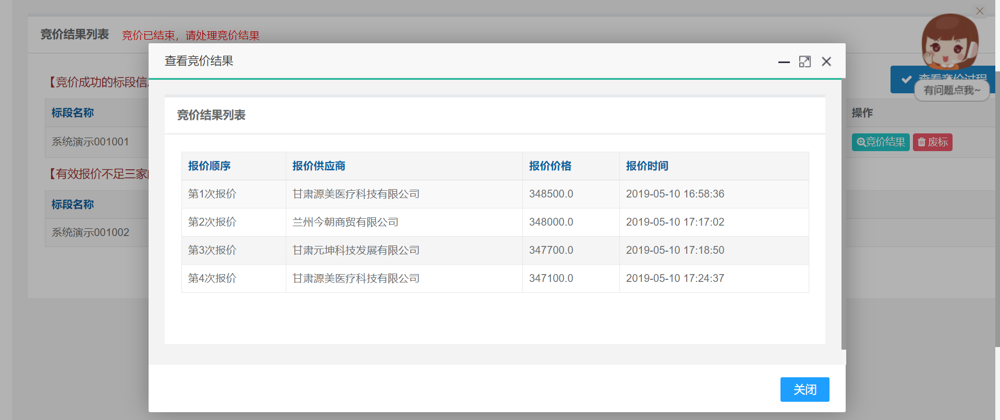 竞价结果列表 竞价已结束，请处理竞价结果
查看竞价结果
【竞价成功的标段信
查看竞价过程
有问题点我~
竞价结果列表
标段名称 操作
系统演示001001 竞价结果 废标
报价顺序 报价供应商 报价价格 报价时间
第1次报价 甘肃源美医疗科技有限公司 348500.0 2019-05-10 16:58:36
第2次报价 兰州今朝商贸有限公司 348000.0 2019-05-10 17:17:02
第3次报价 甘肃元坤科技发展有限公司 347700.0 2019-05-10 17:18:50
第4次报价 甘肃源美医疗科技有限公司 347100.0 2019-05-10 17:24:37
【有效报价不足三家
标段名称
系统演示001002
关闭